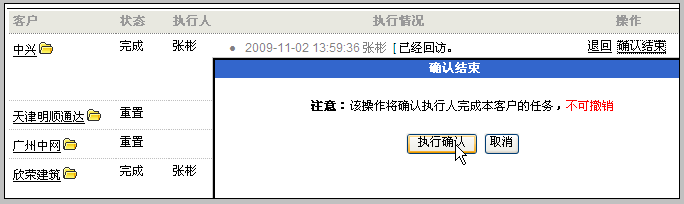 客户 状态 执行人 执行情况 操作
中兴 完成 张彬 ● 2009-11-02 13:59:36 张彬 [ 已经回访。 退回 确认结束
确认结束
注意：该操作将确认执行人完成本客户的任务，不可撤销
天津明顺通达 重置
执行确认 取消
广州中网 重置
欣荣建筑 完成 张彬